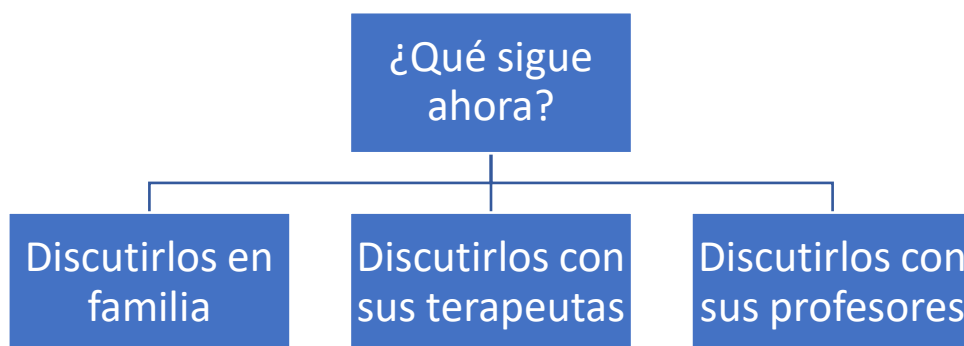 ¿Qué sigue
ahora?
Discutirlos en
familia
Discutirlos con
sus terapeutas
Discutirlos con
sus profesores